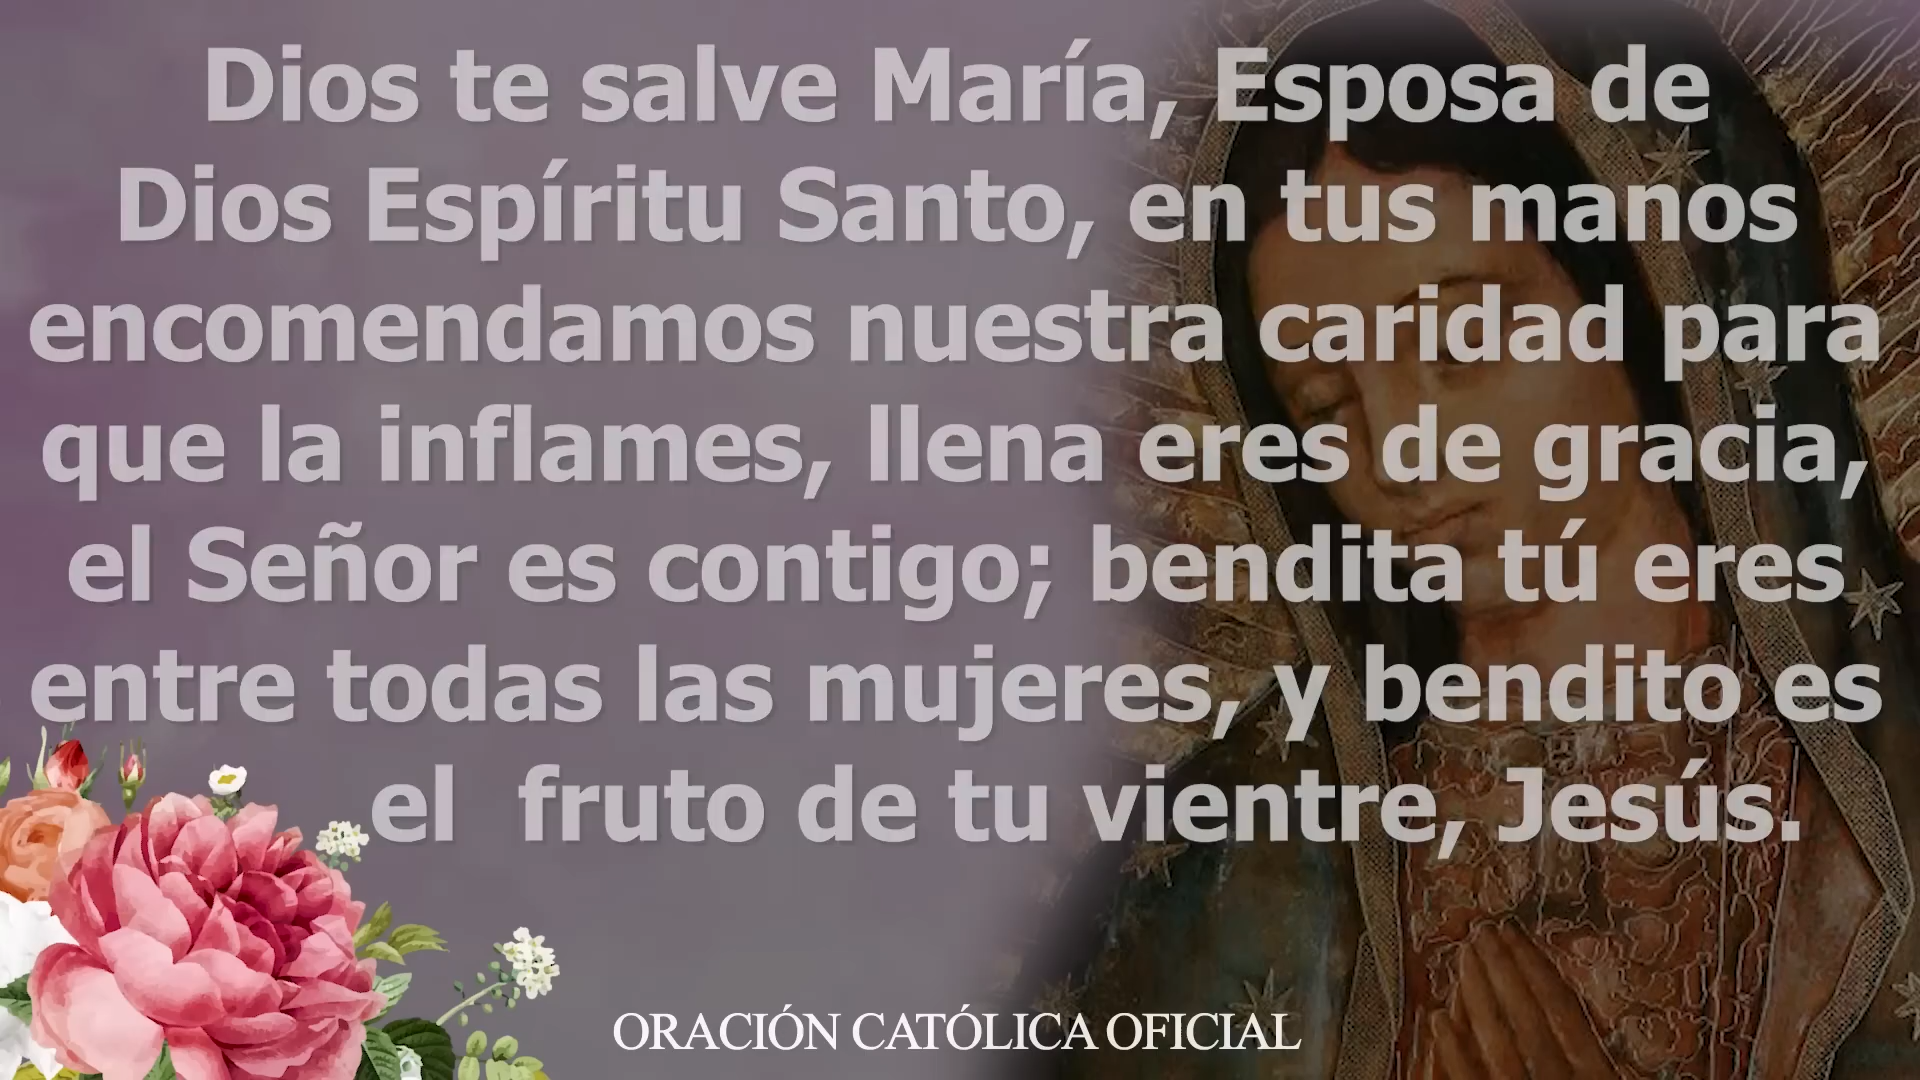 Dios te salve María, Esposa de
Dios Espíritu Santo, en tus manos
encomendamos nuestra caridad para
que la inflames, llena eres de gracia,
el Señor es contigo; bendita tú eres
entre todas las mujeres, y bendito es
el  fruto de tu vientre, Jesús.
ORACIÓN CATÓLICA OFICIAL